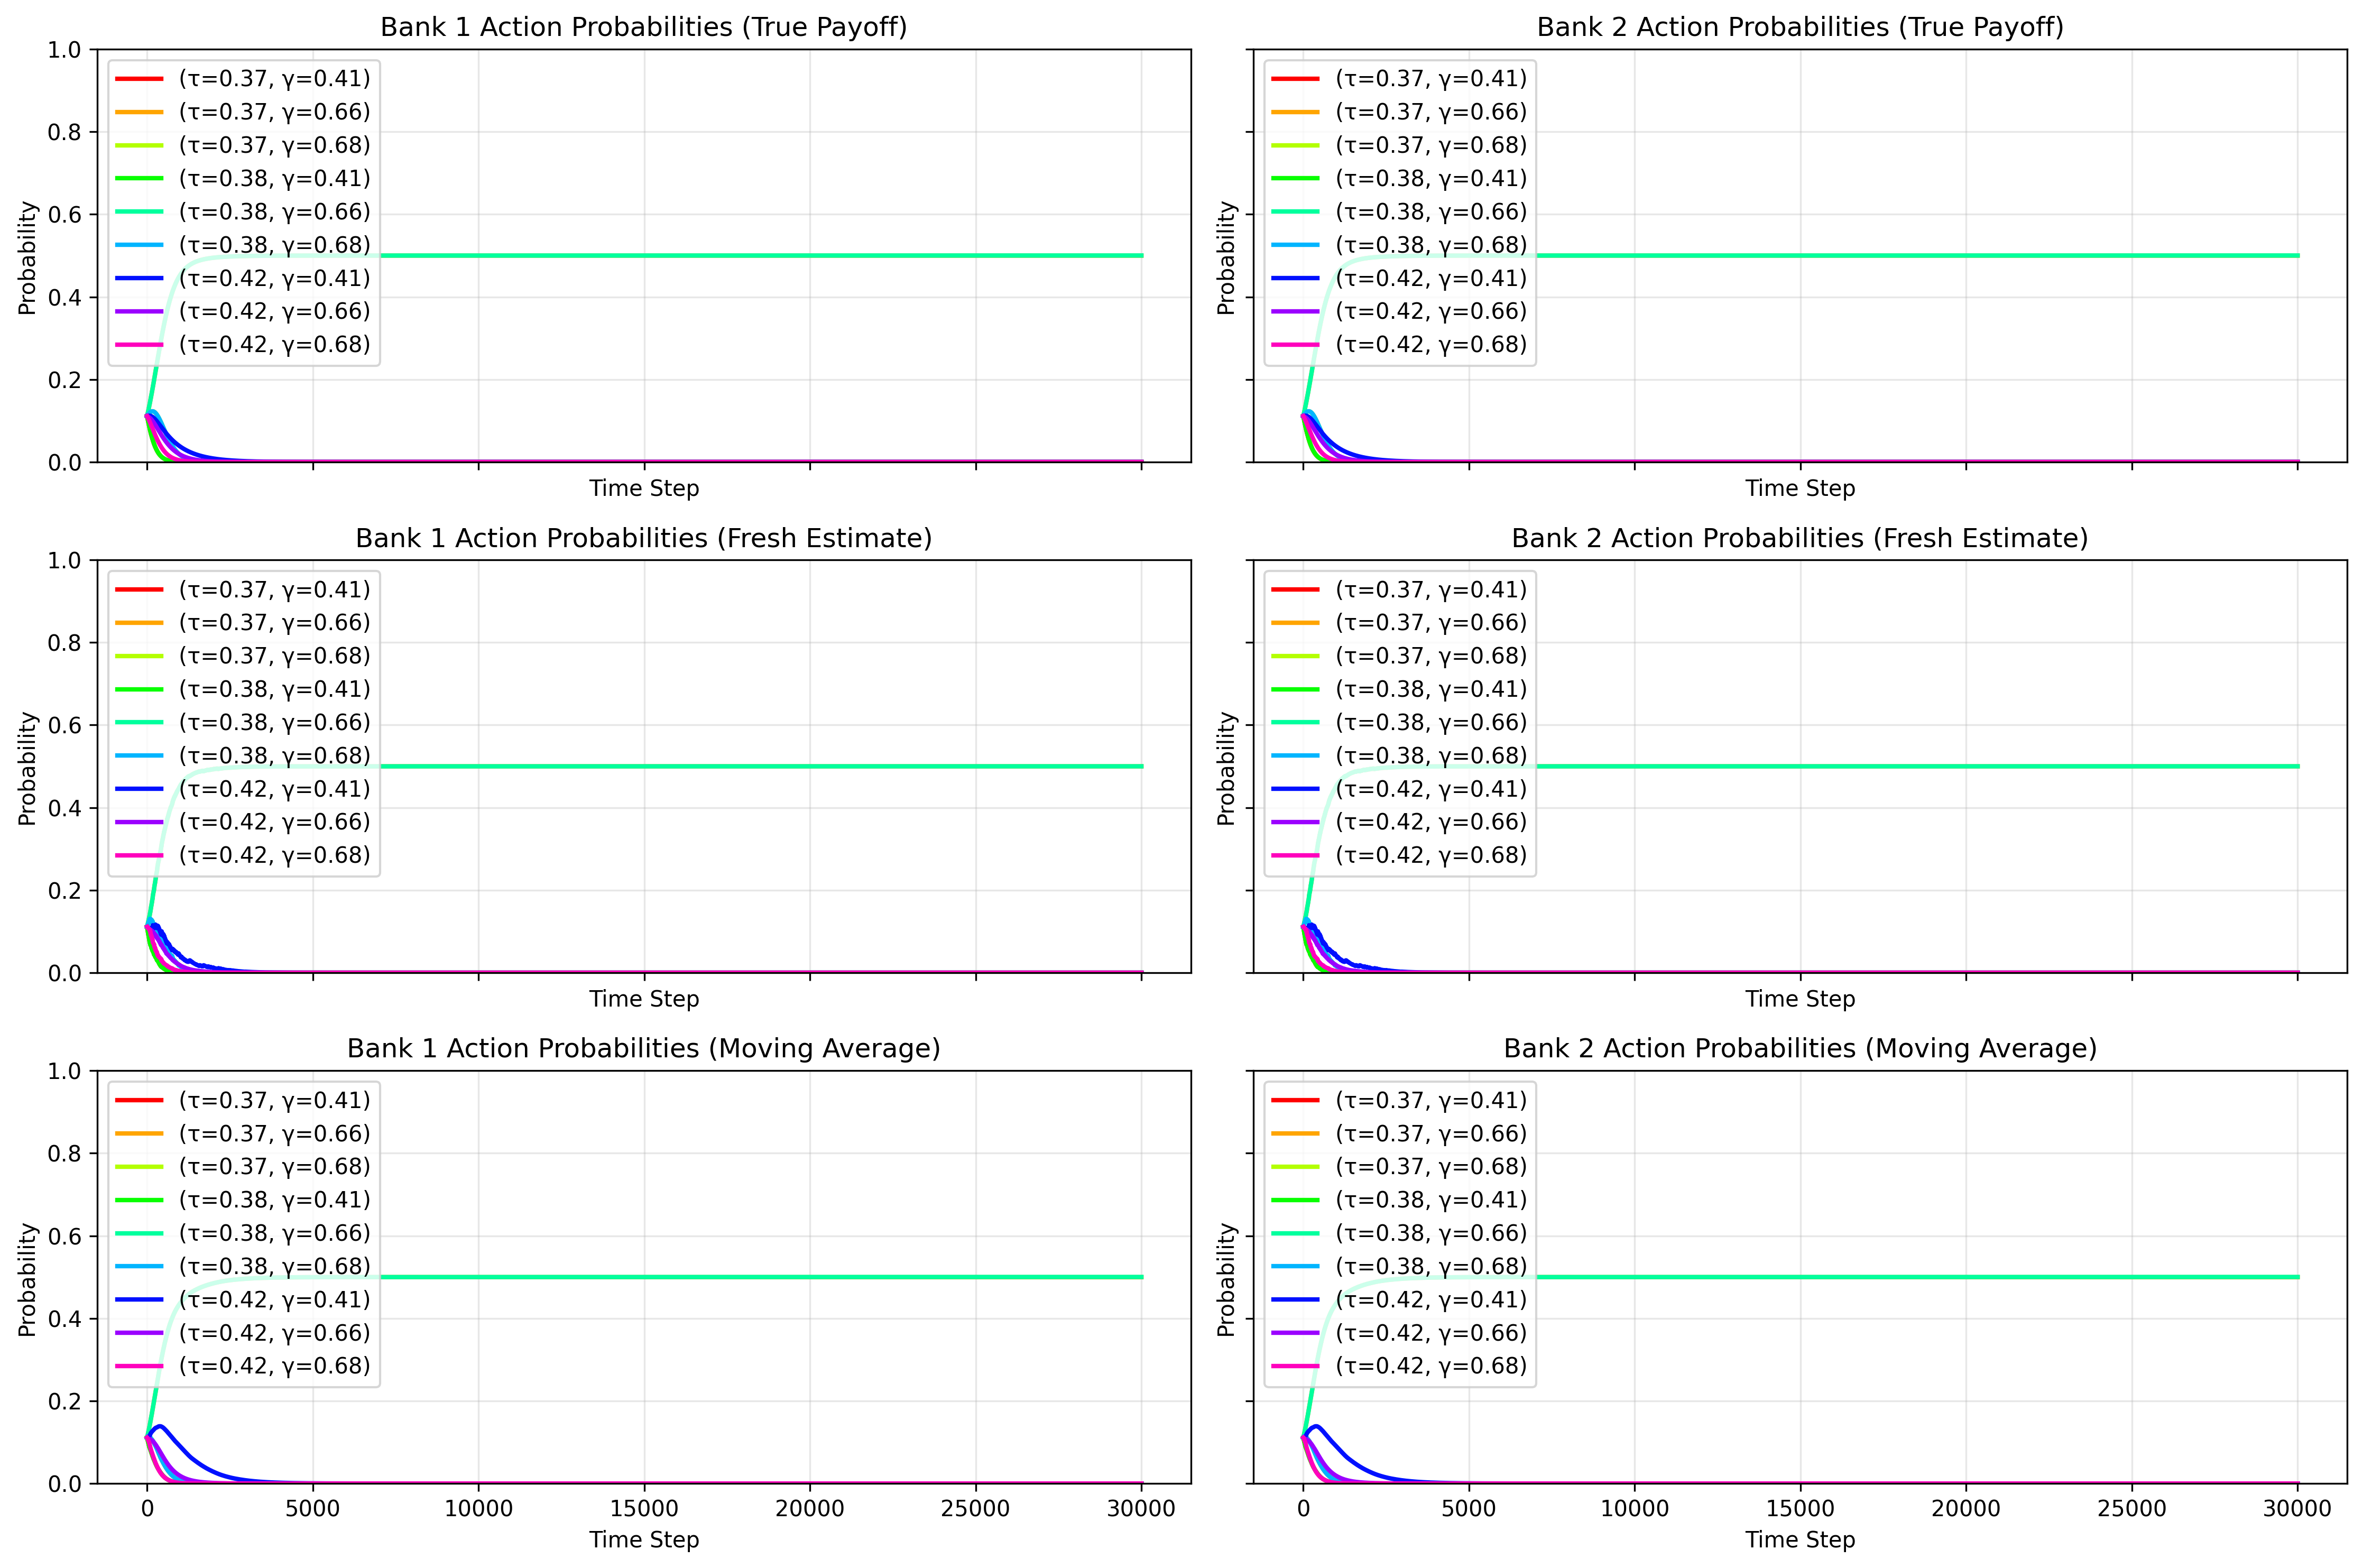 Bank 1 Action Probabilities (True Payoff)
1.0
0.8
0.6
0.4
0.2
0.0
Probability
(τ=0.37, γ=0.41)
(τ=0.37, γ=0.66)
(τ=0.37, γ=0.68)
(τ=0.38, γ=0.41)
(τ=0.38, γ=0.66)
(τ=0.38, γ=0.68)
(τ=0.42, γ=0.41)
(τ=0.42, γ=0.66)
(τ=0.42, γ=0.68)
Time Step
Bank 2 Action Probabilities (True Payoff)
Probability
(τ=0.37, γ=0.41)
(τ=0.37, γ=0.66)
(τ=0.37, γ=0.68)
(τ=0.38, γ=0.41)
(τ=0.38, γ=0.66)
(τ=0.38, γ=0.68)
(τ=0.42, γ=0.41)
(τ=0.42, γ=0.66)
(τ=0.42, γ=0.68)
Time Step
Bank 1 Action Probabilities (Fresh Estimate)
1.0
0.8
0.6
0.4
0.2
0.0
Probability
(τ=0.37, γ=0.41)
(τ=0.37, γ=0.66)
(τ=0.37, γ=0.68)
(τ=0.38, γ=0.41)
(τ=0.38, γ=0.66)
(τ=0.38, γ=0.68)
(τ=0.42, γ=0.41)
(τ=0.42, γ=0.66)
(τ=0.42, γ=0.68)
Time Step
Bank 2 Action Probabilities (Fresh Estimate)
Probability
(τ=0.37, γ=0.41)
(τ=0.37, γ=0.66)
(τ=0.37, γ=0.68)
(τ=0.38, γ=0.41)
(τ=0.38, γ=0.66)
(τ=0.38, γ=0.68)
(τ=0.42, γ=0.41)
(τ=0.42, γ=0.66)
(τ=0.42, γ=0.68)
Time Step
Bank 1 Action Probabilities (Moving Average)
1.0
0.8
0.6
0.4
0.2
0.0
Probability
(τ=0.37, γ=0.41)
(τ=0.37, γ=0.66)
(τ=0.37, γ=0.68)
(τ=0.38, γ=0.41)
(τ=0.38, γ=0.66)
(τ=0.38, γ=0.68)
(τ=0.42, γ=0.41)
(τ=0.42, γ=0.66)
(τ=0.42, γ=0.68)
0 5000 10000 15000 20000 25000 30000
Time Step
Bank 2 Action Probabilities (Moving Average)
Probability
(τ=0.37, γ=0.41)
(τ=0.37, γ=0.66)
(τ=0.37, γ=0.68)
(τ=0.38, γ=0.41)
(τ=0.38, γ=0.66)
(τ=0.38, γ=0.68)
(τ=0.42, γ=0.41)
(τ=0.42, γ=0.66)
(τ=0.42, γ=0.68)
0 5000 10000 15000 20000 25000 30000
Time Step